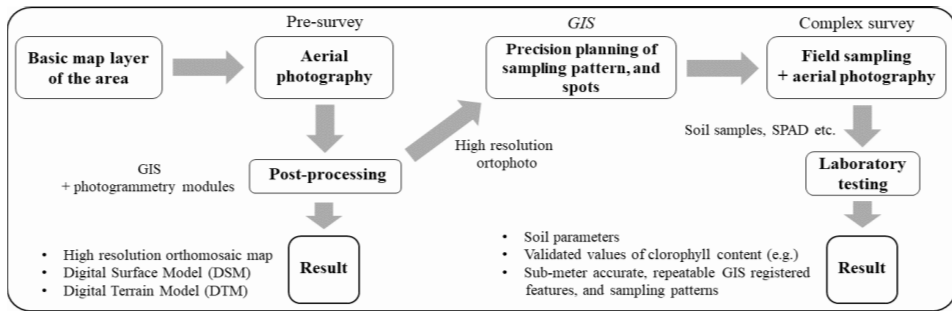 Pre-survey
GIS
Complex survey
Basic map layer
of the area
Aerial
photography
Precision planning of
sampling pattern, and
spots
Field sampling
+ aerial photography
Soil samples, SPAD etc.
High resolution
ortophoto
GIS
+ photogrammetry modules
Post-processing
Laboratory
testing
• High resolution orthomosaic map
• Digital Surface Model (DSM)
• Digital Terrain Model (DTM)
Result
• Soil parameters
• Validated values of clorophyll content (e.g.)
• Sub-meter accurate, repeatable GIS registered
features, and sampling patterns
Result